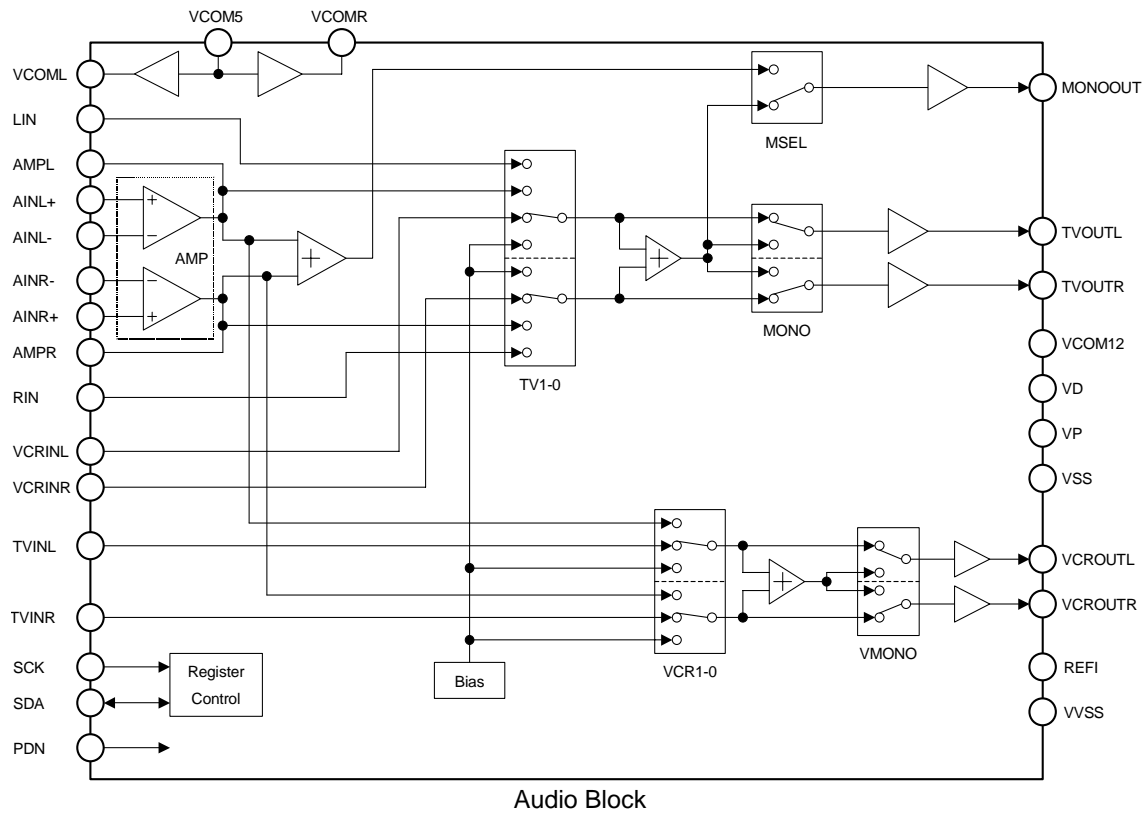 VCOM5
VCOMR
VCOML
LIN
AMPL
AINL+
AINL-
AINR-
AINR+
AMPR
RIN
VCRINL
VCRINR
TVINL
TVINR
SCK
SDA
PDN
+
−
AMP
−
+
+
TV1-0
+
MSEL
MONO
Bias
Register
Control
VCR1-0
+
VMONO
MONOOUT
TVOUTL
TVOUTR
VCOM12
VD
VP
VSS
VCROUTL
VCROUTR
REFI
VVSS
Audio Block